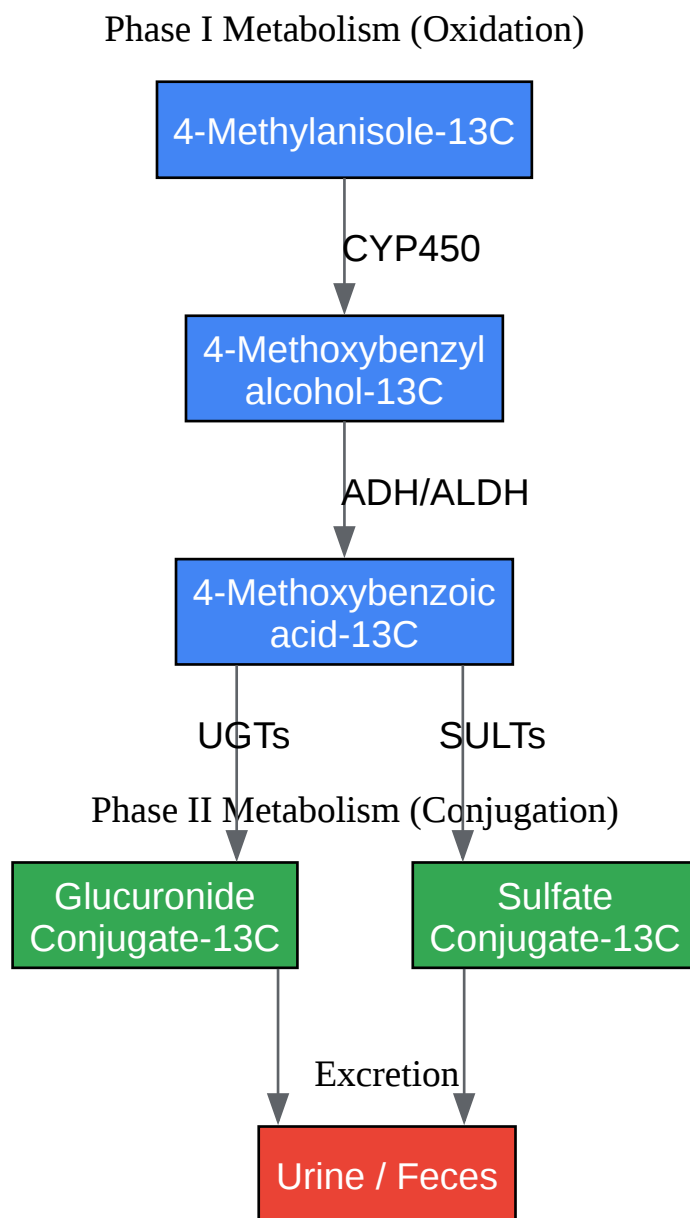 Phase I Metabolism (Oxidation)
4-Methylanisole-13C
CYP450
4-Methoxybenzyl
alcohol-13C
ADH/ALDH
4-Methoxybenzoic
acid-13C
UGTs
SULTs
Phase II Metabolism (Conjugation)
Glucuronide
Conjugate-13C
Sulfate
Conjugate-13C
Excretion
Urine / Feces